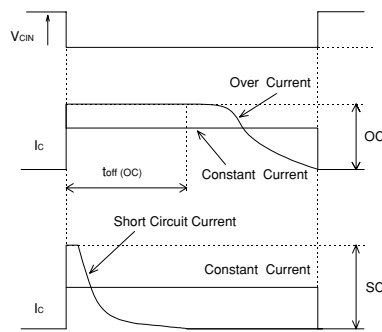 VCIN
Over Current
IC
OC
Constant Current
toff (OC)
Short Circuit Current
Constant Current
IC
SC